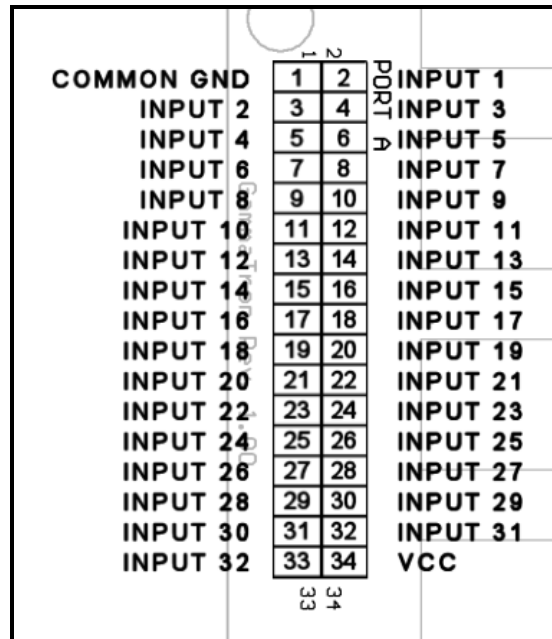 1 2
COMMON GND 1 2 INPUT 1
INPUT 2 3 4 INPUT 3
INPUT 4 5 6 INPUT 5
INPUT 6 7 8 INPUT 7
INPUT 8 9 10 INPUT 9
INPUT 10 11 12 INPUT 11
INPUT 12 13 14 INPUT 13
INPUT 14 15 16 INPUT 15
INPUT 16 17 18 INPUT 17
INPUT 18 19 20 INPUT 19
INPUT 20 21 22 INPUT 21
INPUT 22 23 24 INPUT 23
INPUT 24 25 26 INPUT 25
INPUT 26 27 28 INPUT 27
INPUT 28 29 30 INPUT 29
INPUT 30 31 32 INPUT 31
INPUT 32 33 34 VCC
33 34
PORT A